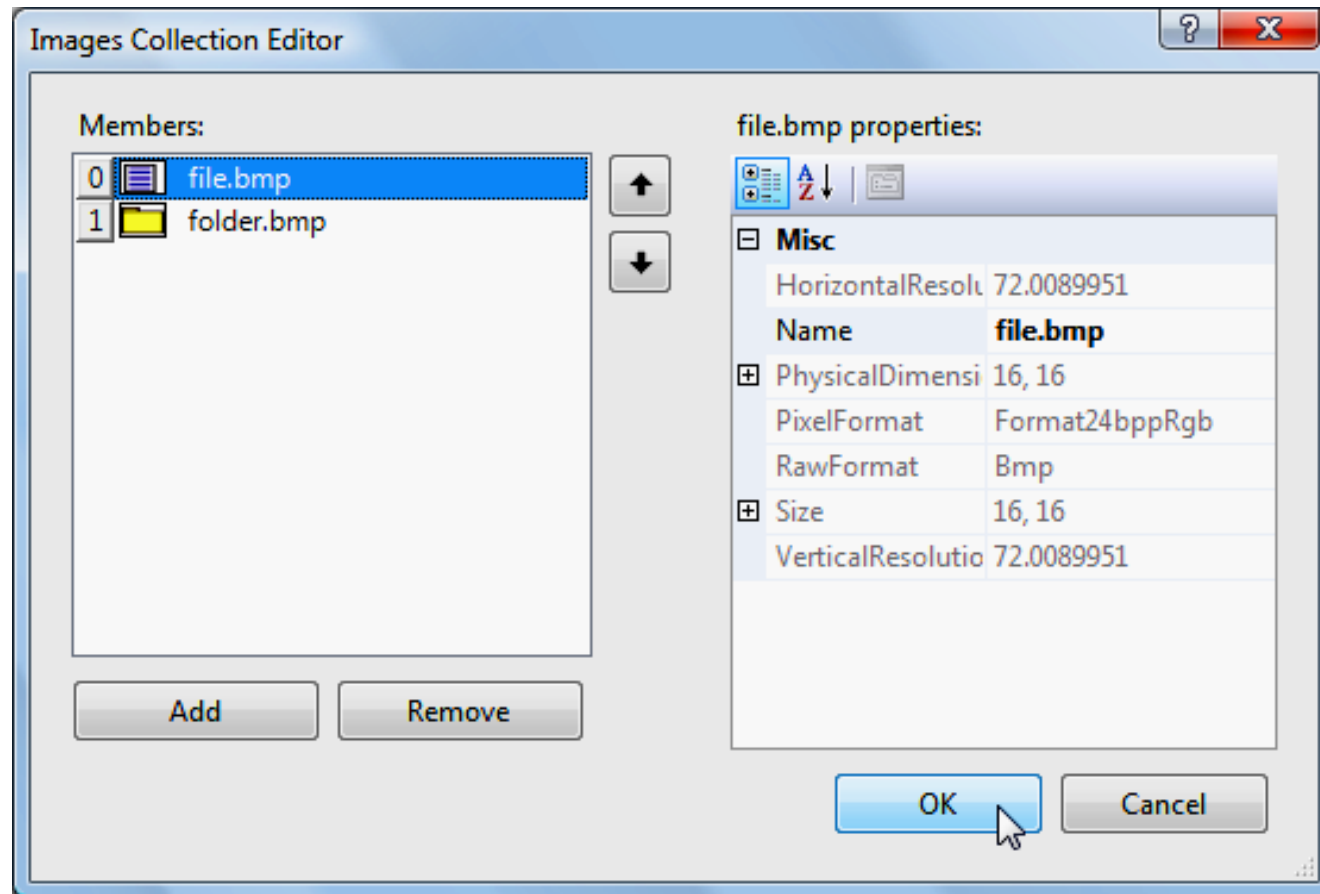 Images Collection Editor
?
X
Members:
0 file.bmp
1 folder.bmp
Add
Remove
file.bmp properties:
A
Z
Misc
HorizontalResolu 72.0089951
Name file.bmp
PhysicalDimensi 16, 16
PixelFormat Format24bppRgb
RawFormat Bmp
Size 16, 16
VerticalResolutio 72.0089951
OK
Cancel